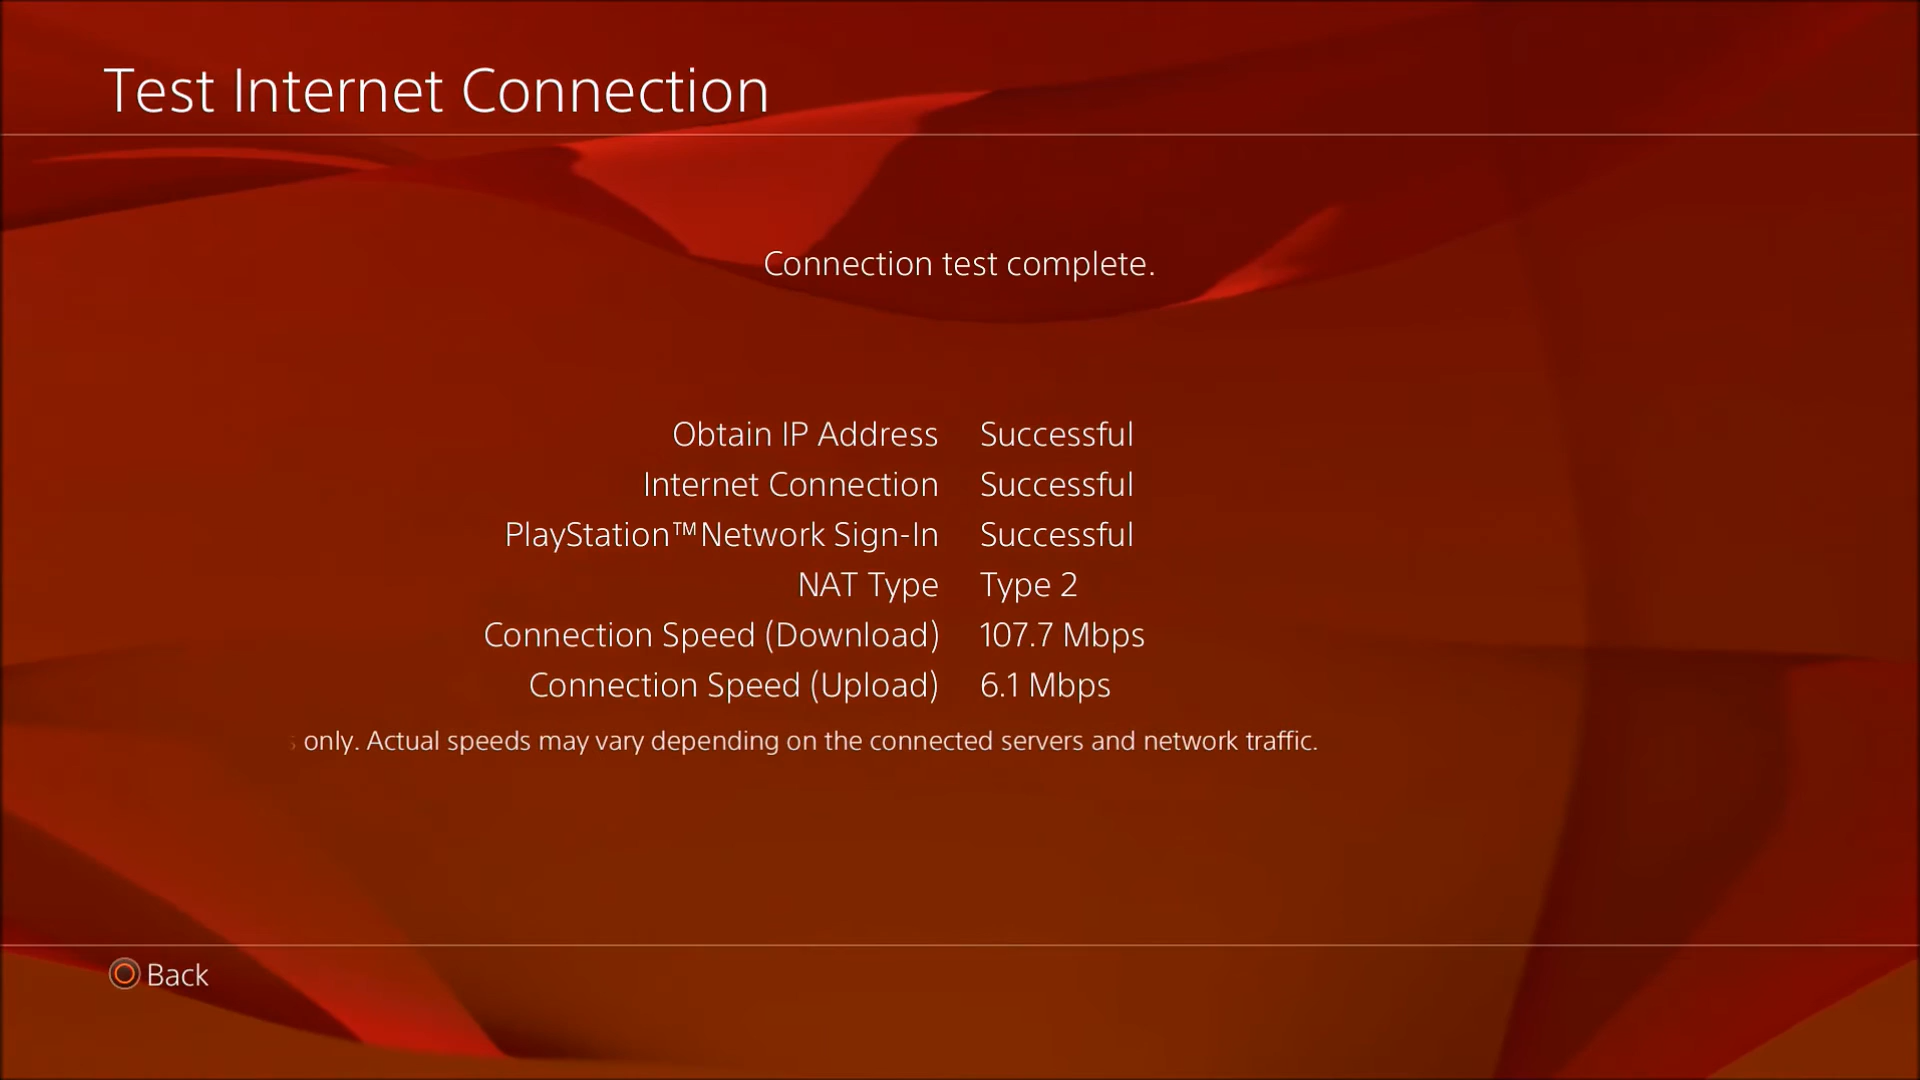 Test Internet Connection
Connection test complete.
Obtain IP Address Successful
Internet Connection Successful
PlayStation™Network Sign-In Successful
NAT Type Type 2
Connection Speed (Download) 107.7 Mbps
Connection Speed (Upload) 6.1 Mbps
only. Actual speeds may vary depending on the connected servers and network traffic.
Back